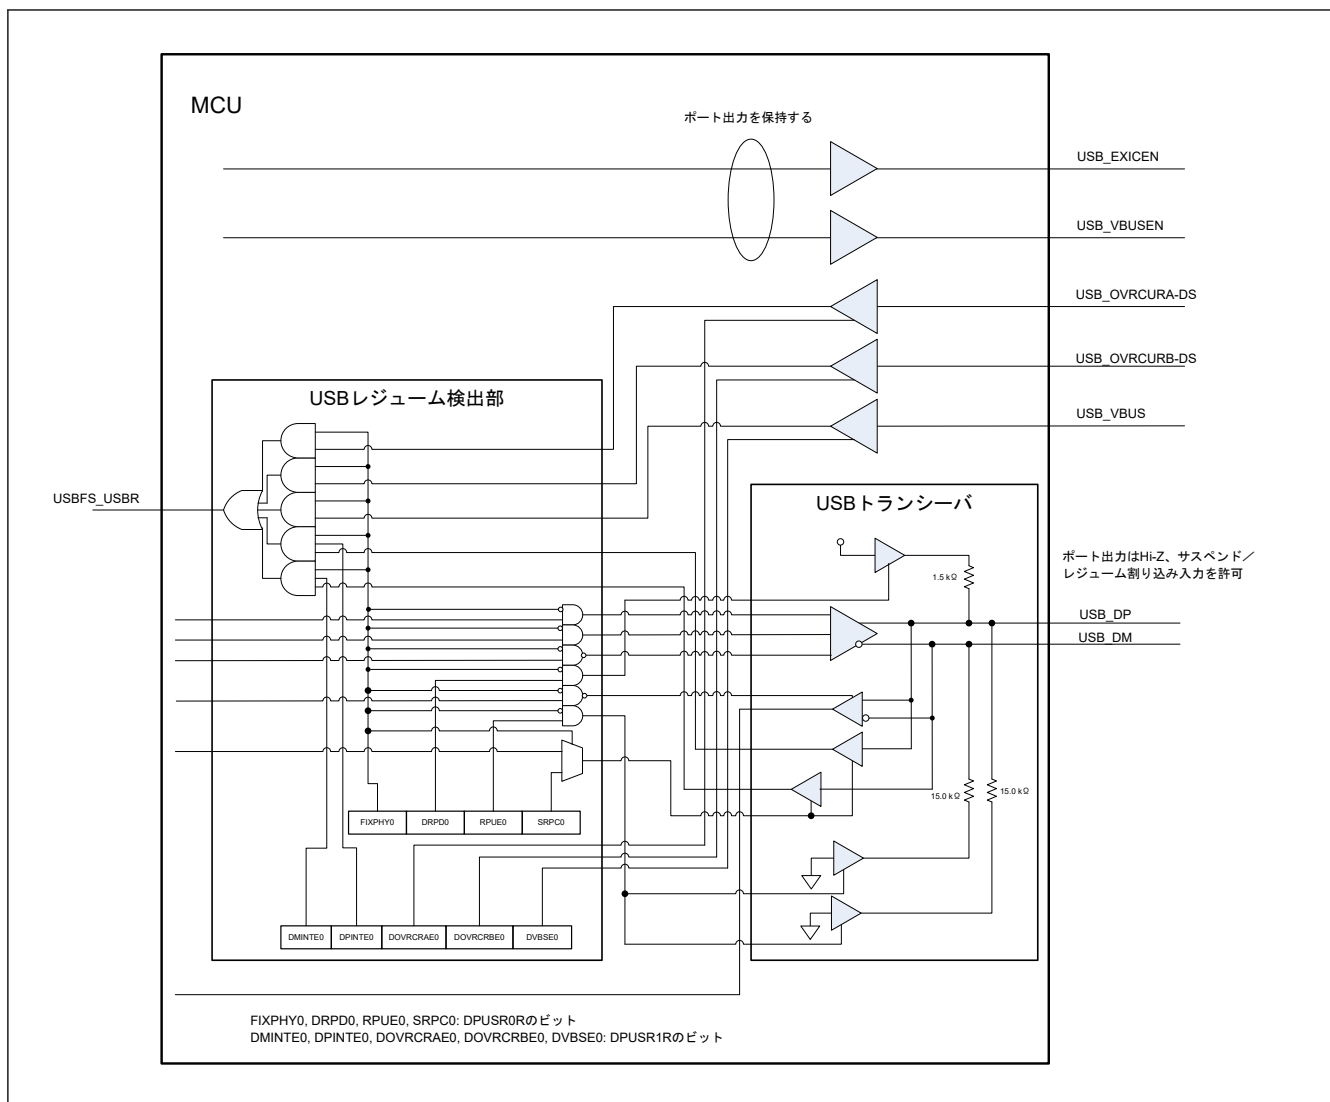 MCU
ポート出力を保持する
USB_EXICEN
USB_VBUSEN
USB_OVRCURA-DS
USB_OVRCURB-DS
USB_VBUS
USBレジューム検出部
USBFS_USBR
USBトランシーバ
ポート出力はHi-Z、サスペンド／
レジューム割り込み入力を許可
1.5 kΩ
USB_DP
USB_DM
15.0 kΩ
15.0 kΩ
FIXPHY0
DRPD0
RPUE0
SRPC0
DMINTE0
DPINTE0
DOVRCRAE0
DOVRCRBE0
DVBSE0
FIXPHY0, DRPD0, RPUE0, SRPC0: DPUSR0Rのビット
DMINTE0, DPINTE0, DOVRCRAE0, DOVRCRBE0, DVBSE0: DPUSR1Rのビット